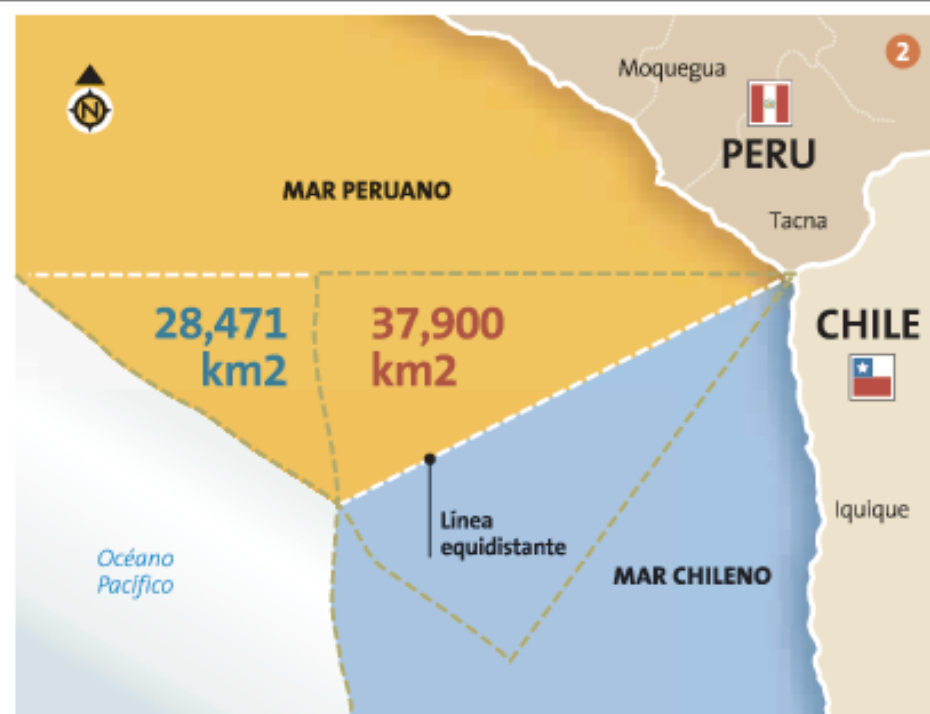 2
Moquegua
N
PERU
MAR PERUANO
Tacna
28,471
km2
37,900
km2
CHILE
Línea
equidistante
Iquique
Océano
Pacífico
MAR CHILENO